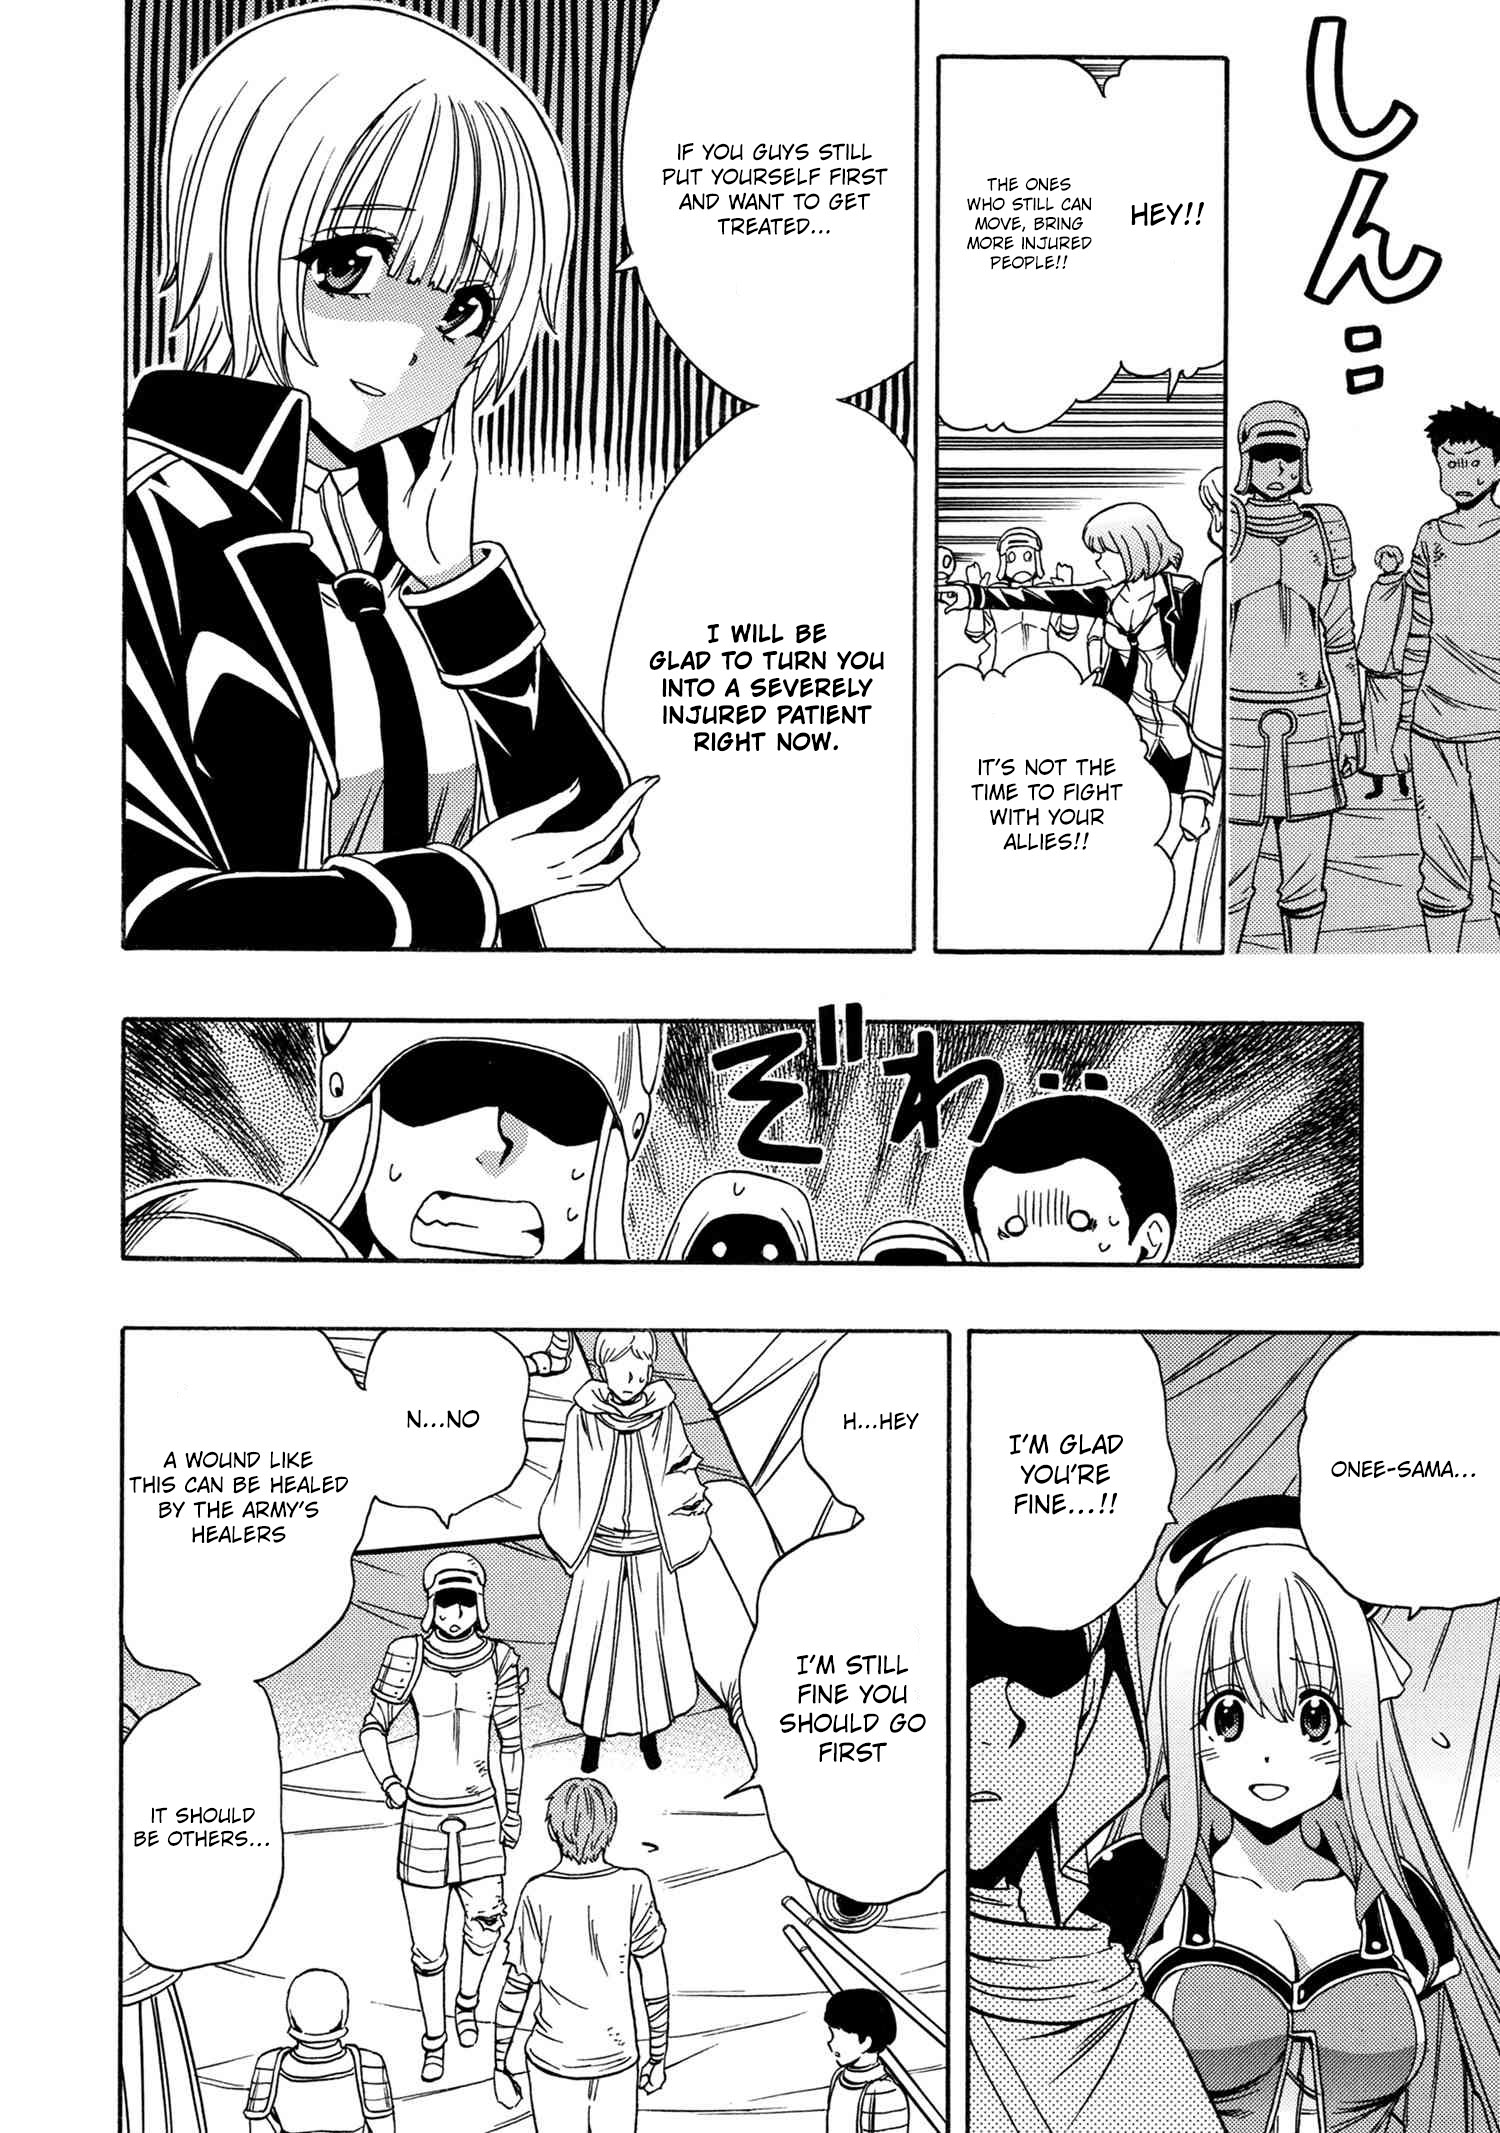 しん…
HEY!!
THE ONES
WHO STILL CAN
MOVE, BRING
MORE INJURED
PEOPLE!!
IT'S NOT THE
TIME TO FIGHT
WITH YOUR
ALLIES!!
IF YOU GUYS STILL
PUT YOURSELF FIRST
AND WANT TO GET
TREATED...
I WILL BE
GLAD TO TURN YOU
INTO A SEVERELY
INJURED PATIENT
RIGHT NOW.
ぞわ‥
ONEE-SAMA...
I'M GLAD
YOU'RE
FINE...!!
H...HEY
I'M STILL
FINE YOU
SHOULD GO
FIRST
N...NO
A WOUND LIKE
THIS CAN BE HEALED
BY THE ARMY'S
HEALERS
IT SHOULD
BE OTHERS...